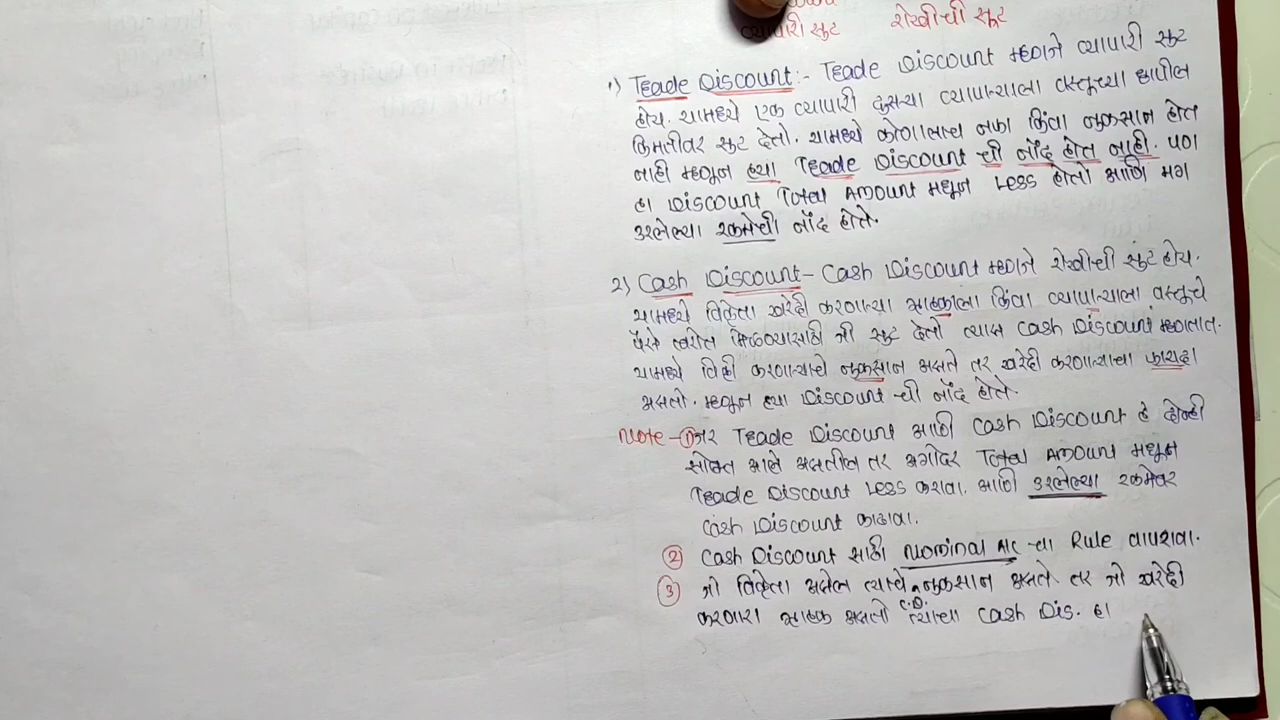 व्यापारी सुट रोखीची सुट
१) Trade Discount :- Trade Discount म्हणजे व्यापारी सुट
होय. यामध्ये एक व्यापारी दुसऱ्या व्यापाऱ्याला वस्तूच्या छापील
किमतीवर सुट देतो. यामध्ये कोणालाच नफा किंवा नुकसान होत
नाही म्हणून ह्या Trade Discount ची नोंद होत नाही. पण
हा Discount Total Amount मधून Less होतो आणि मग
उरलेल्या रकमेची नोंद होते.
२) Cash Discount - Cash Discount म्हणजे रोखीची सुट होय.
यामध्ये विक्रेता खरेदी करणाऱ्या ग्राहकाला किंवा व्यापाऱ्याला वस्तूचे
पैसे त्वरीत मिळण्यासाठी जी सुट देतो त्यास Cash Discount म्हणतात.
यामध्ये विक्री करणाऱ्याचे नुकसान असते तर खरेदी करणाऱ्याचा फायदा
असतो. म्हणून ह्या Discount ची नोंद होते.
Note - ① जर Trade Discount आणि Cash Discount हे दोन्ही
सोबत आले असतील तर अगोदर Total Amount मधून
Trade Discount Less करावा. आणि उरलेल्या रकमेवर
Cash Discount काढावा.
② Cash Discount साठी Nominal A/c च्या Rule वापरावा.
③ जो विक्रेता असेल त्याचे नुकसान असते तर जो खरेदी
करणारा ग्राहक असतो C.D. त्याचा Cash Dis. हा